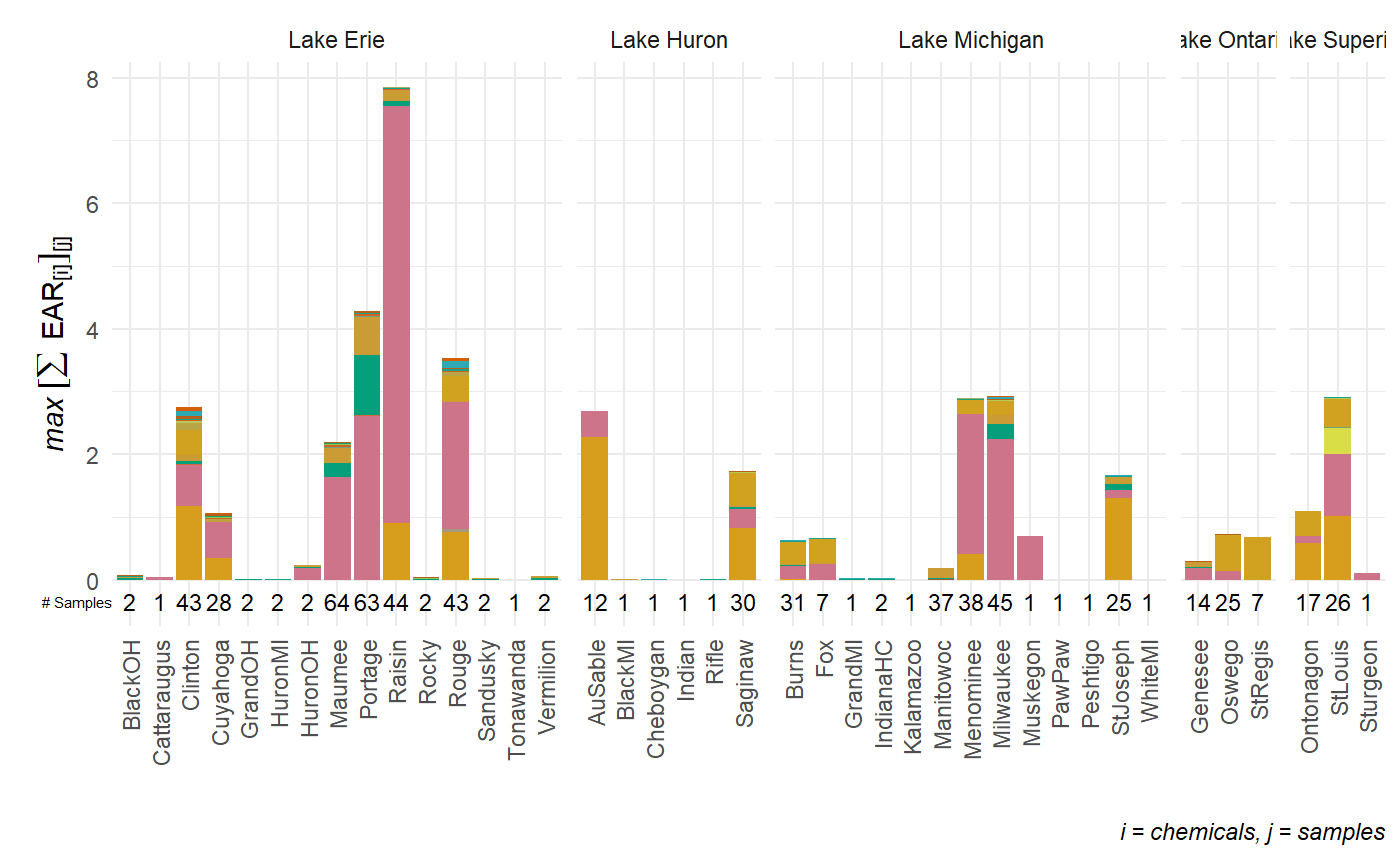 Lake Erie Lake Huron Lake Michigan ake Ontari ake Superi
8
6
4
2
0
max [∑ EAR[i]][j]
# Samples 2 1 43 28 2 2 2 64 63 44 2 43 2 1 2 12 1 1 1 1 30 31 7 1 2 1 37 38 45 1 1 1 25 1 14 25 7 17 26 1
BlackOH
Cattaraugus
Clinton
Cuyahoga
GrandOH
HuronMI
HuronOH
Maumee
Portage
Raisin
Rocky
Rouge
Sandusky
Tonawanda
Vermilion
AuSable
BlackMI
Cheboygan
Indian
Rifle
Saginaw
Burns
Fox
GrandMI
IndianaHC
Kalamazoo
Manitowoc
Menominee
Milwaukee
Muskegon
PawPaw
Peshtigo
StJoseph
WhiteMI
Genesee
Oswego
StRegis
Ontonagon
StLouis
Sturgeon
i = chemicals, j = samples